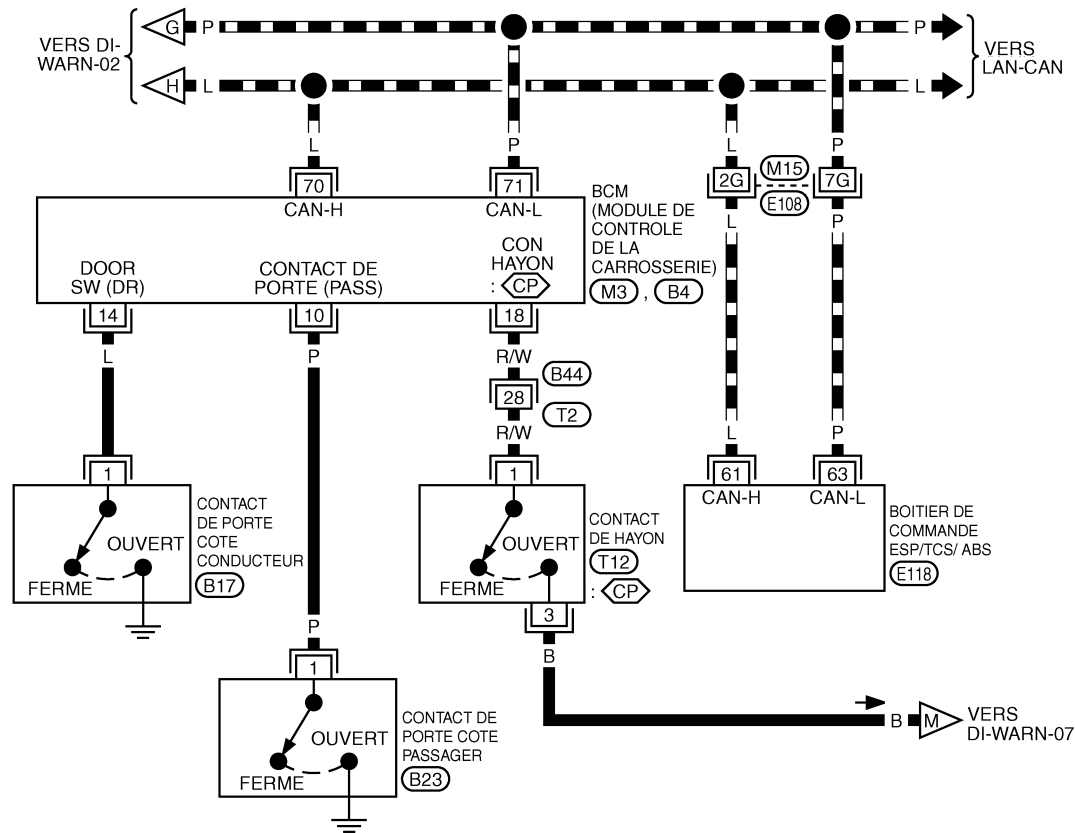 G P P
VERS DI-
WARN-02
VERS
LAN-CAN
H L L
L P L P
70 71 2G M15 7G
E108
CAN-H CAN-L
BCM
(MODULE DE
CONTROLE
DE LA
CARROSSERIE)
M3 , B4
L P
DOOR
SW (DR)
CONTACT DE
PORTE (PASS)
CON
HAYON
: CP
14 10 18
L P R/W
B44
28
T2
R/W L P
1 1 61 63
CAN-H CAN-L
CONTACT
DE PORTE
COTE
CONDUCTEUR
B17
OUVERT
FERME
CONTACT
DE HAYON
T12
: CP
OUVERT
FERME
BOITIER DE
COMMANDE
ESP/TCS/ ABS
E118
3
P B
1
CONTACT DE
PORTE COTE
PASSAGER
B23
OUVERT
FERME
B M
VERS
DI-WARN-07